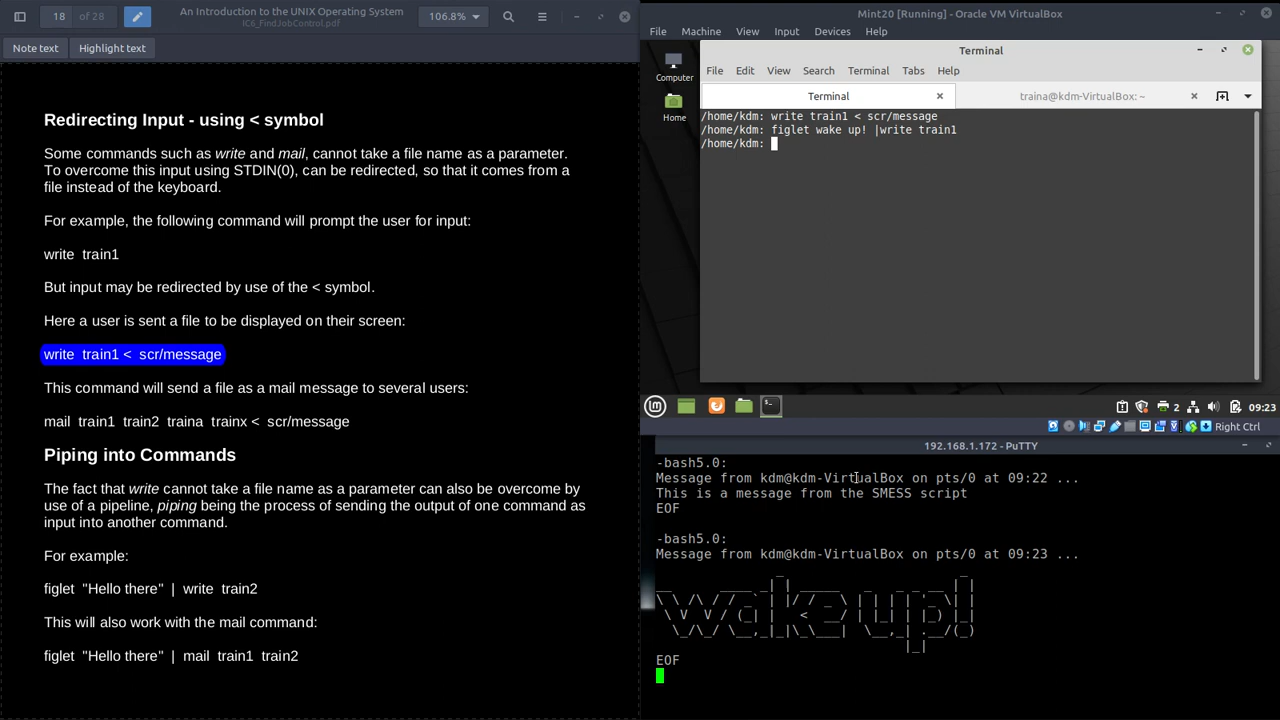 18 of 28
An Introduction to the UNIX Operating System
IC6_FindJobControl.pdf
106.8%
Note text
Highlight text
Redirecting Input - using < symbol
Some commands such as write and mail, cannot take a file name as a parameter.
To overcome this input using STDIN(0), can be redirected, so that it comes from a
file instead of the keyboard.
For example, the following command will prompt the user for input:
write train1
But input may be redirected by use of the < symbol.
Here a user is sent a file to be displayed on their screen:
write train1 < scr/message
This command will send a file as a mail message to several users:
mail train1 train2 traina trainx < scr/message
Piping into Commands
The fact that write cannot take a file name as a parameter can also be overcome by
use of a pipeline, piping being the process of sending the output of one command as
input into another command.
For example:
figlet "Hello there" | write train2
This will also work with the mail command:
figlet "Hello there" | mail train1 train2
Mint20 [Running] - Oracle VM VirtualBox
File Machine View Input Devices Help
Computer
Home
Terminal
File Edit View Search Terminal Tabs Help
Terminal
traina@kdm-VirtualBox: ~
/home/kdm: write train1 < scr/message
/home/kdm: figlet wake up! |write train1
/home/kdm:
2
09:23
Right Ctrl
192.168.1.172 - PuTTY
-bash5.0:
Message from kdm@kdm-VirtualBox on pts/0 at 09:22 ...
This is a message from the SMESS script
EOF
-bash5.0:
Message from kdm@kdm-VirtualBox on pts/0 at 09:23 ...
wake up!
EOF